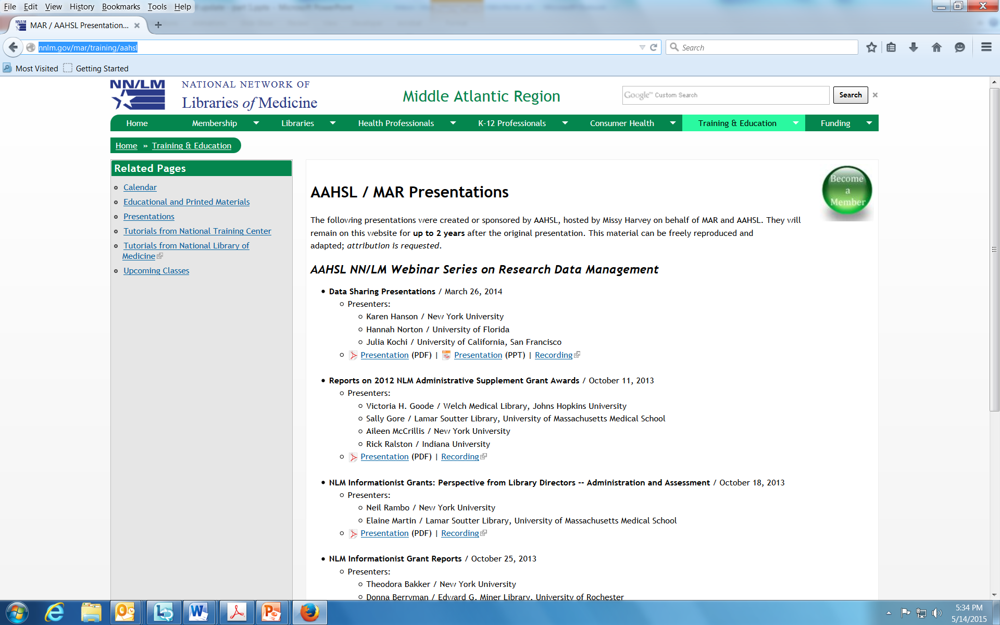 File Edit View History Bookmarks Tools Help
MAR / AAHSL Presentation...
nnlm.gov/mar/training/aahsl
Search
Most Visited Getting Started
NN/LM
NATIONAL NETWORK OF
Libraries of Medicine
Middle Atlantic Region
Google™ Custom Search
Search
Home Membership Libraries Health Professionals K-12 Professionals Consumer Health Training & Education Funding
Home » Training & Education
Related Pages
Calendar
Educational and Printed Materials
Presentations
Tutorials from National Training Center
Tutorials from National Library of
Medicine
Upcoming Classes
Become
a
Member
AAHSL / MAR Presentations
The following presentations were created or sponsored by AAHSL, hosted by Missy Harvey on behalf of MAR and AAHSL. They will
remain on this website for up to 2 years after the original presentation. This material can be freely reproduced and
adapted; attribution is requested.
AAHSL NN/LM Webinar Series on Research Data Management
Data Sharing Presentations / March 26, 2014
Presenters:
Karen Hanson / New York University
Hannah Norton / University of Florida
Julia Kochi / University of California, San Francisco
Presentation (PDF) | Presentation (PPT) | Recording
Reports on 2012 NLM Administrative Supplement Grant Awards / October 11, 2013
Presenters:
Victoria H. Goode / Welch Medical Library, Johns Hopkins University
Sally Gore / Lamar Soutter Library, University of Massachusetts Medical School
Aileen McCrillis / New York University
Rick Ralston / Indiana University
Presentation (PDF) | Recording
NLM Informationist Grants: Perspective from Library Directors -- Administration and Assessment / October 18, 2013
Presenters:
Neil Rambo / New York University
Elaine Martin / Lamar Soutter Library, University of Massachusetts Medical School
Presentation (PDF) | Recording
NLM Informationist Grant Reports / October 25, 2013
Presenters:
Theodora Bakker / New York University
Donna Berryman / Edward G. Miner Library, University of Rochester
5:34 PM
5/14/2015